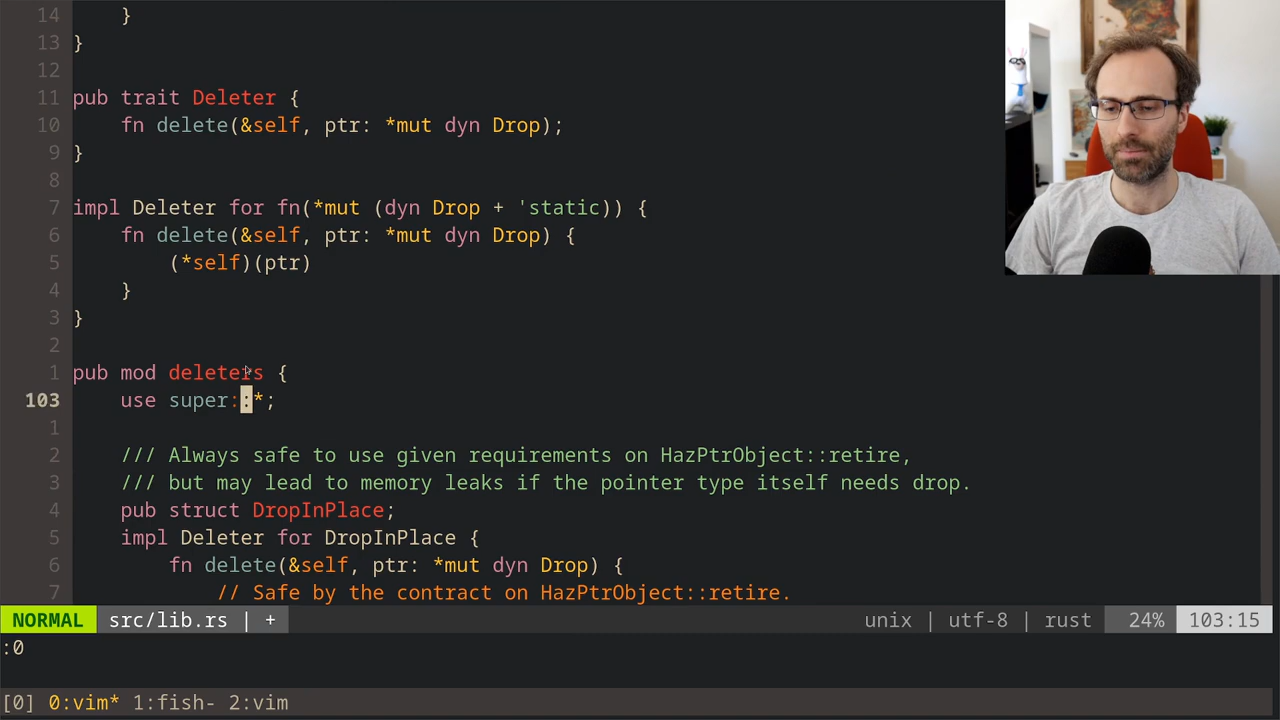 14     }
13 }
12
11 pub trait Deleter {
10     fn delete(&self, ptr: *mut dyn Drop);
9 }
8
7 impl Deleter for fn(*mut (dyn Drop + 'static)) {
6     fn delete(&self, ptr: *mut dyn Drop) {
5         (*self)(ptr)
4     }
3 }
2
1 pub mod deleters {
103     use super::*;
1
2     /// Always safe to use given requirements on HazPtrObject::retire,
3     /// but may lead to memory leaks if the pointer type itself needs drop.
4     pub struct DropInPlace;
5     impl Deleter for DropInPlace {
6         fn delete(&self, ptr: *mut dyn Drop) {
7             // Safe by the contract on HazPtrObject::retire.
NORMAL src/lib.rs | + unix | utf-8 | rust 24% 103:15
:0
[0] 0:vim* 1:fish- 2:vim